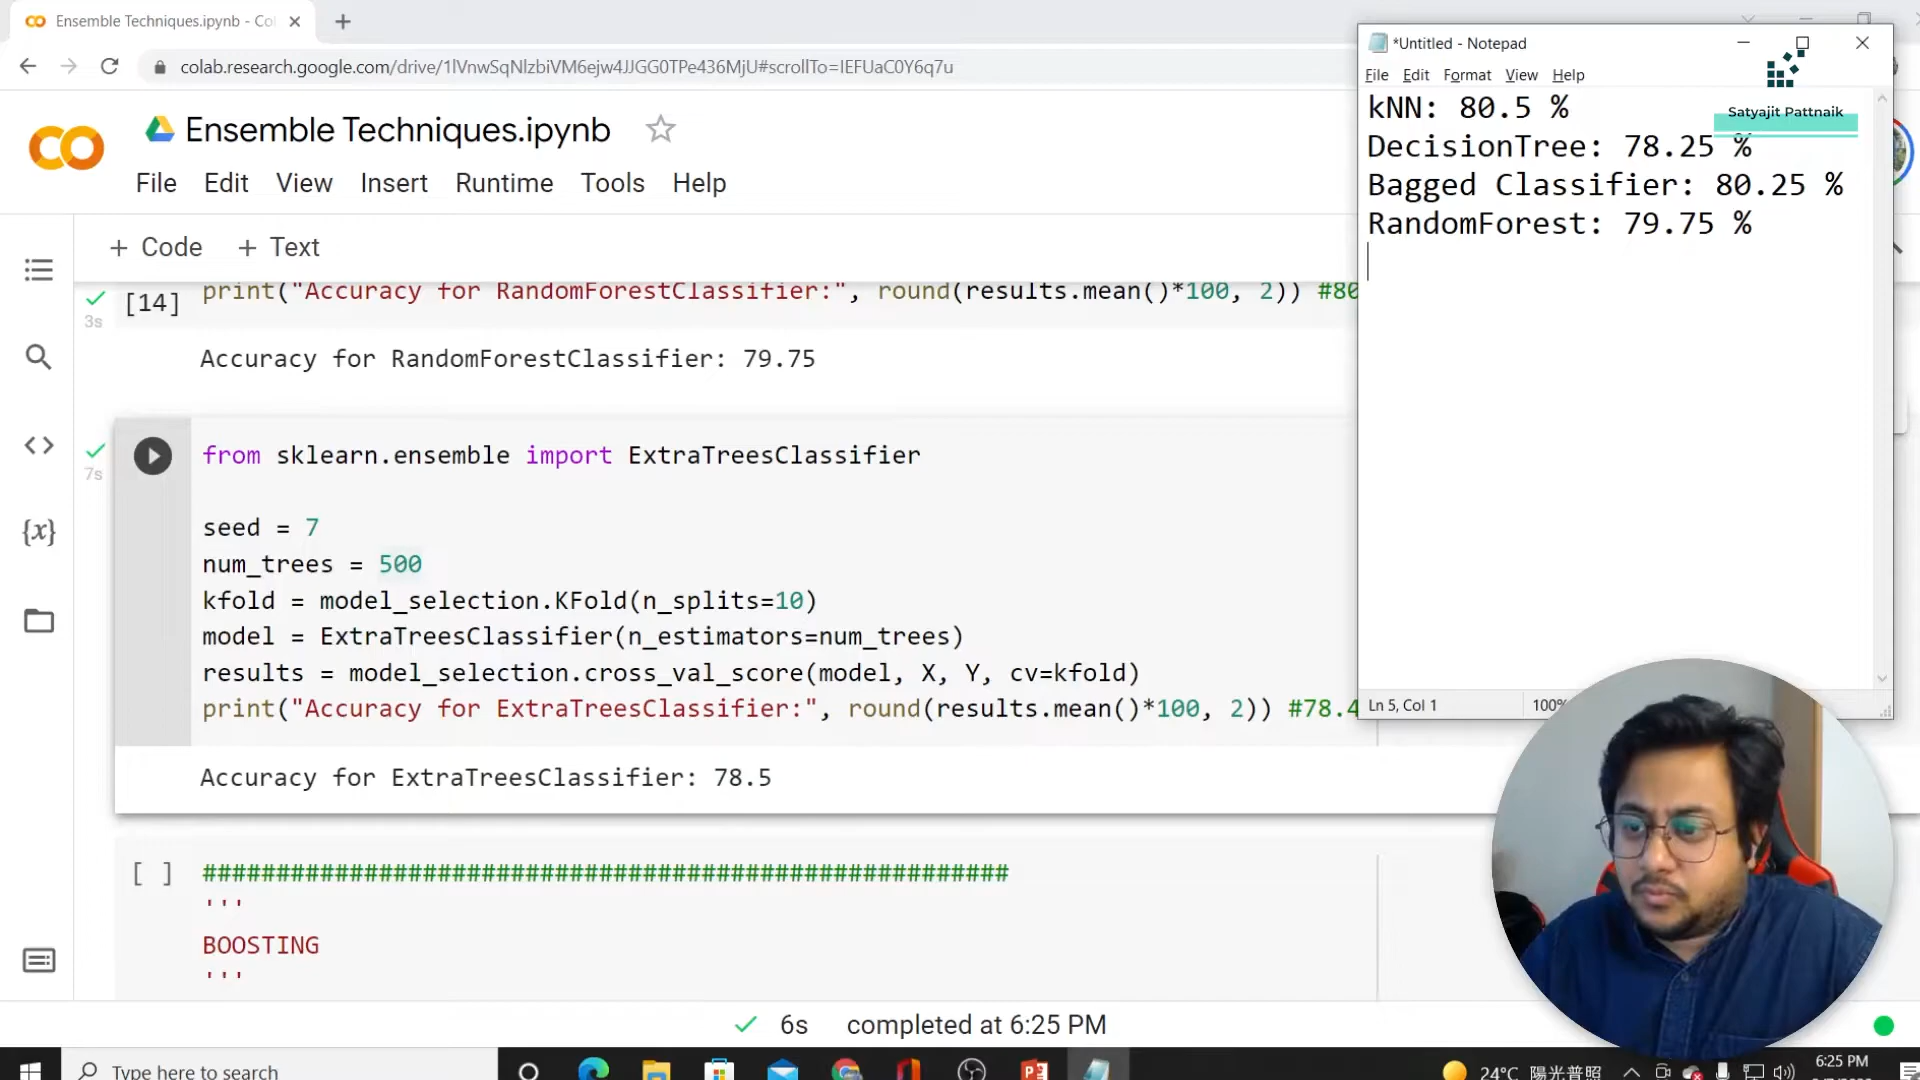 Ensemble Techniques.ipynb - Co
colab.research.google.com/drive/1lVnwSqNlzbiVM6ejw4JJGG0TPe436MjU#scrollTo=IEFUaC0Y6q7u
Ensemble Techniques.ipynb
File Edit View Insert Runtime Tools Help
+ Code + Text
[14] print("Accuracy for RandomForestClassifier:", round(results.mean()*100, 2)) #80
3s
Accuracy for RandomForestClassifier: 79.75
7s
from sklearn.ensemble import ExtraTreesClassifier
seed = 7
num_trees = 500
kfold = model_selection.KFold(n_splits=10)
model = ExtraTreesClassifier(n_estimators=num_trees)
results = model_selection.cross_val_score(model, X, Y, cv=kfold)
print("Accuracy for ExtraTreesClassifier:", round(results.mean()*100, 2)) #78.4
Accuracy for ExtraTreesClassifier: 78.5
[ ] #######################################################
'''
BOOSTING
'''
6s completed at 6:25 PM
*Untitled - Notepad
File Edit Format View Help
kNN: 80.5 %
DecisionTree: 78.25 %
Bagged Classifier: 80.25 %
RandomForest: 79.75 %
Ln 5, Col 1 100%
Satyajit Pattnaik
Type here to search
24°C 陽光普照
6:25 PM